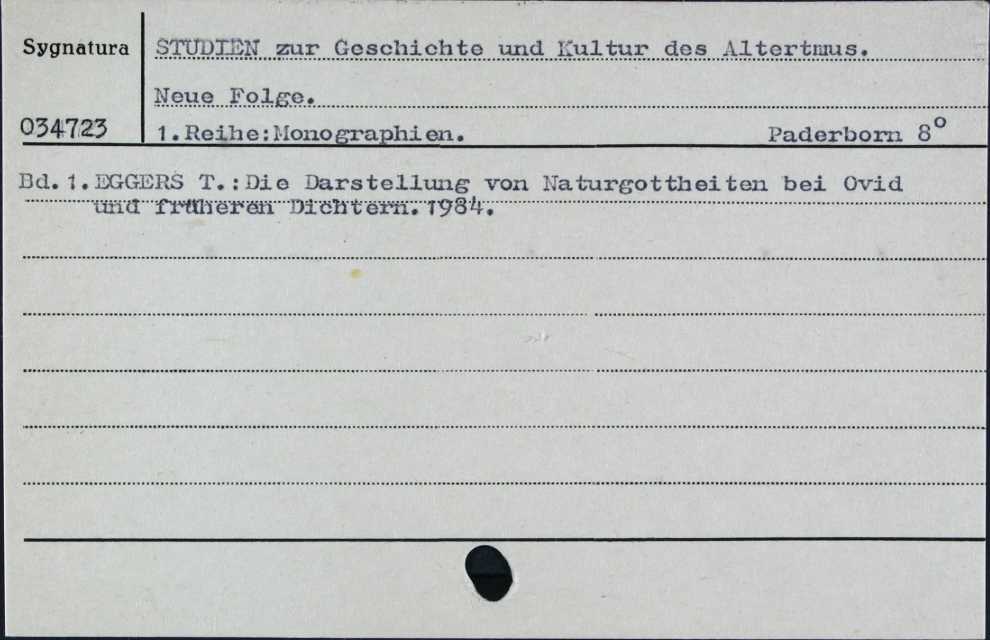 Sygnatura
034723
STUDIEN zur Geschichte und Kultur des Altertmus.
Neue Folge.
1.Reihe:Monographien. Paderborn 8°
Bd.1.EGGERS T.:Die Darstellung von Naturgottheiten bei Ovid
und früheren Dichtern.1984.